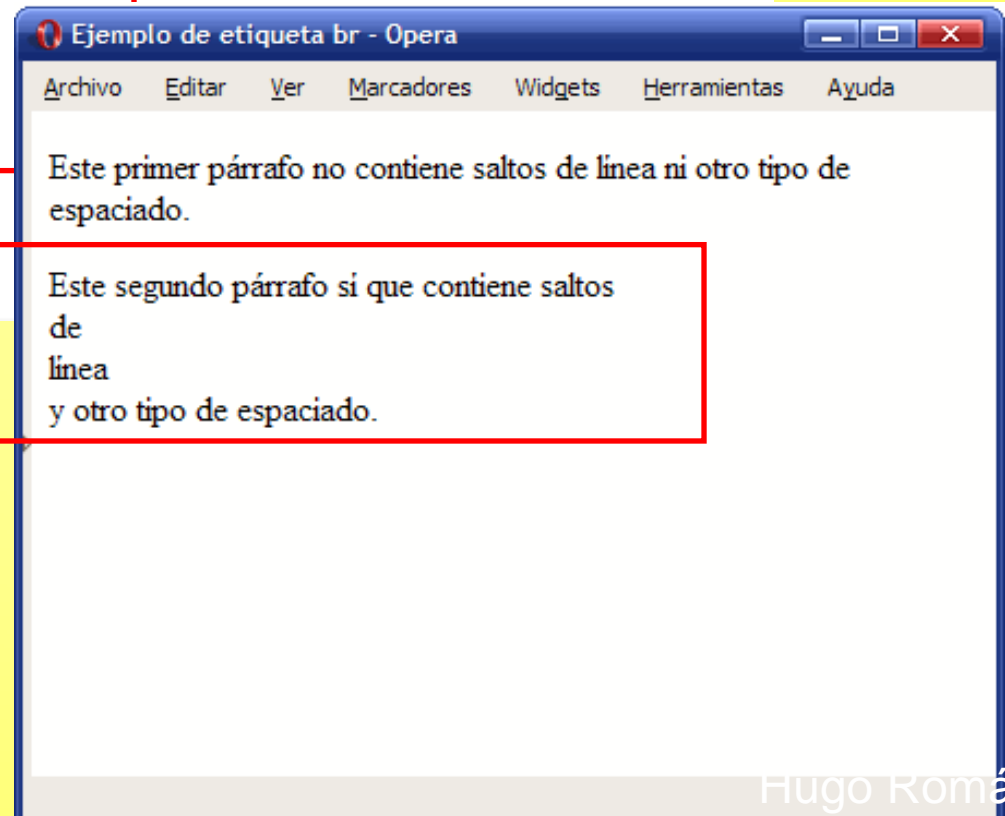 Ejemplo de etiqueta br - Opera
Archivo Editar Ver Marcadores Widgets Herramientas Ayuda
Este primer párrafo no contiene saltos de línea ni otro tipo de
espaciado.
Este segundo párrafo sí que contiene saltos
de
línea
y otro tipo de espaciado.
Hugo Romá